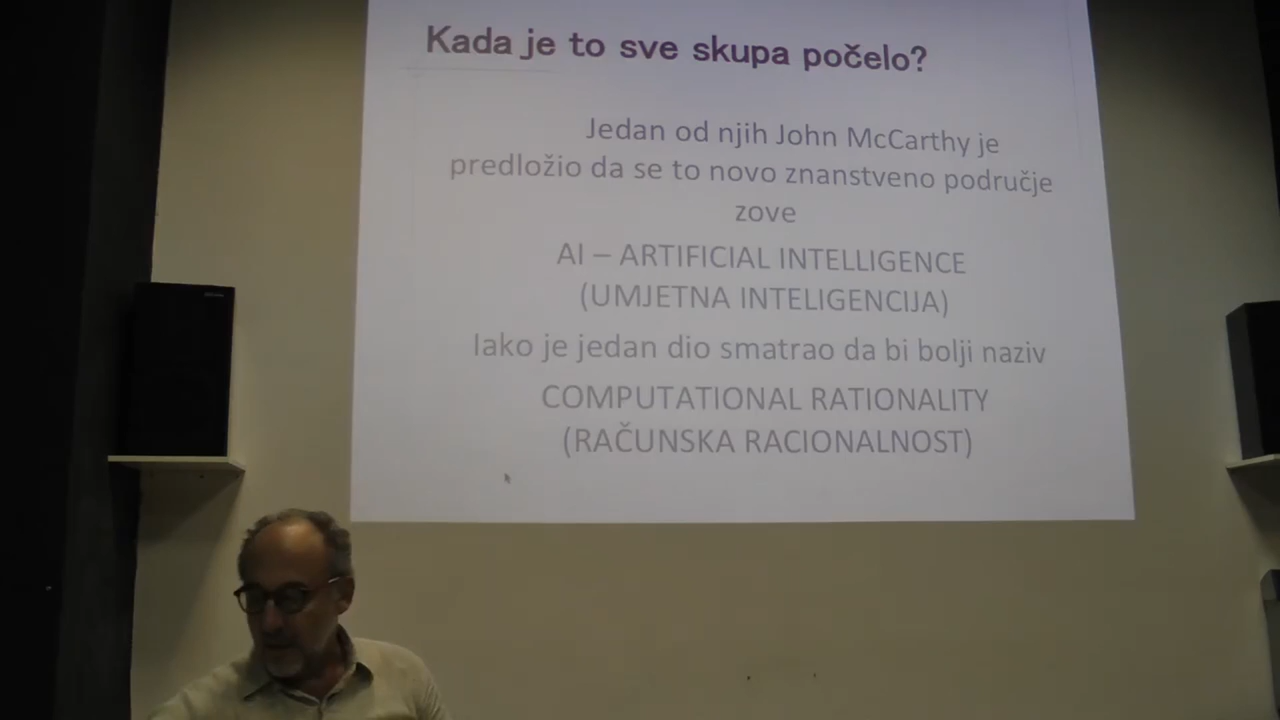 Kada je to sve skupa počelo?
Jedan od njih John McCarthy je
predložio da se to novo znanstveno područje
zove
AI – ARTIFICIAL INTELLIGENCE
(UMJETNA INTELIGENCIJA)
Iako je jedan dio smatrao da bi bolji naziv
COMPUTATIONAL RATIONALITY
(RAČUNSKA RACIONALNOST)